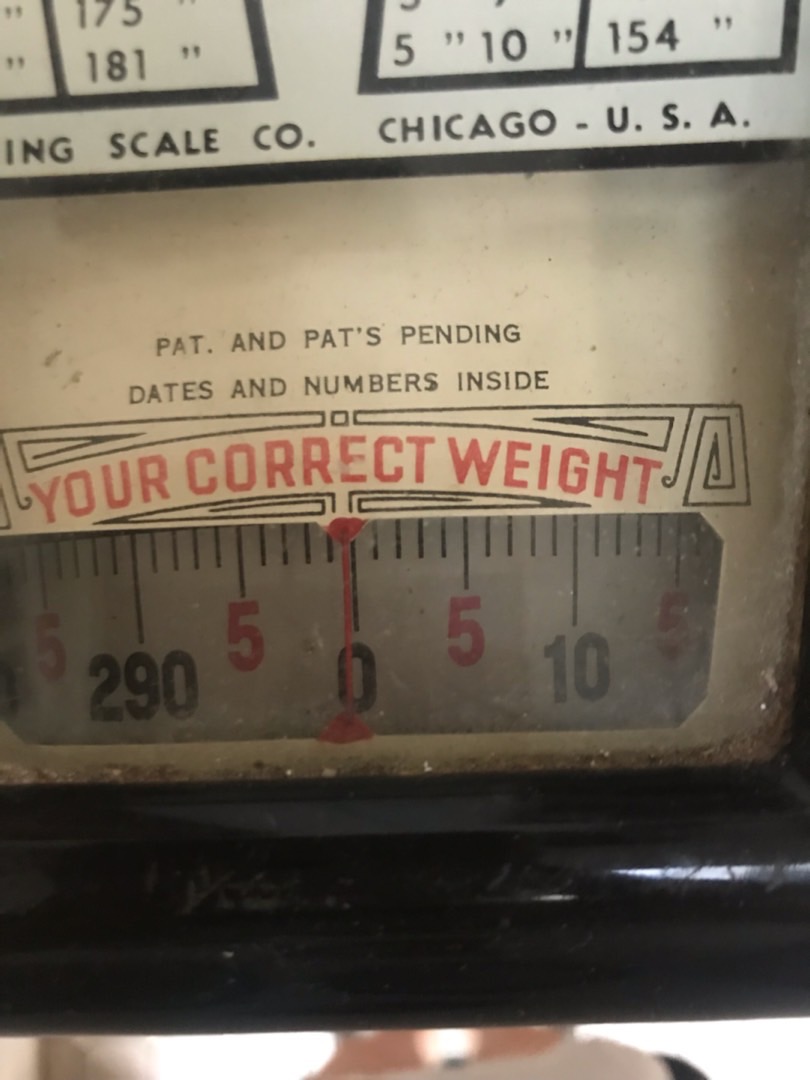 " 175 "
" 181 " 5 " 10 " 154 "
ING SCALE CO. CHICAGO - U. S. A.
PAT. AND PAT'S PENDING
DATES AND NUMBERS INSIDE
YOUR CORRECT WEIGHT
5 290 5 0 5 10 5